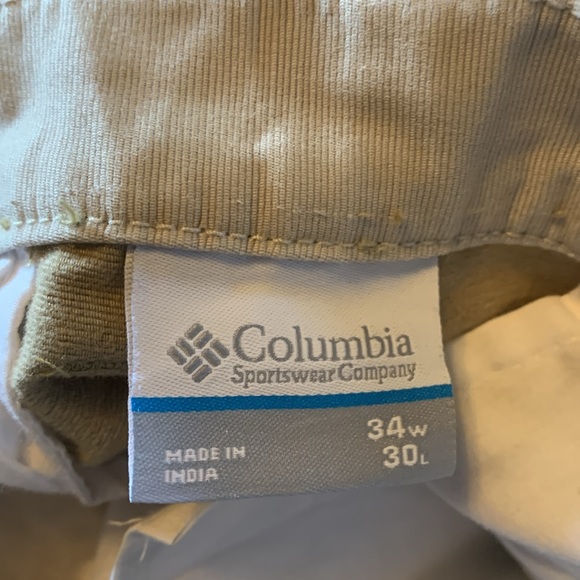 Columbia
Sportswear Company
34W
MADE IN
30L
INDIA